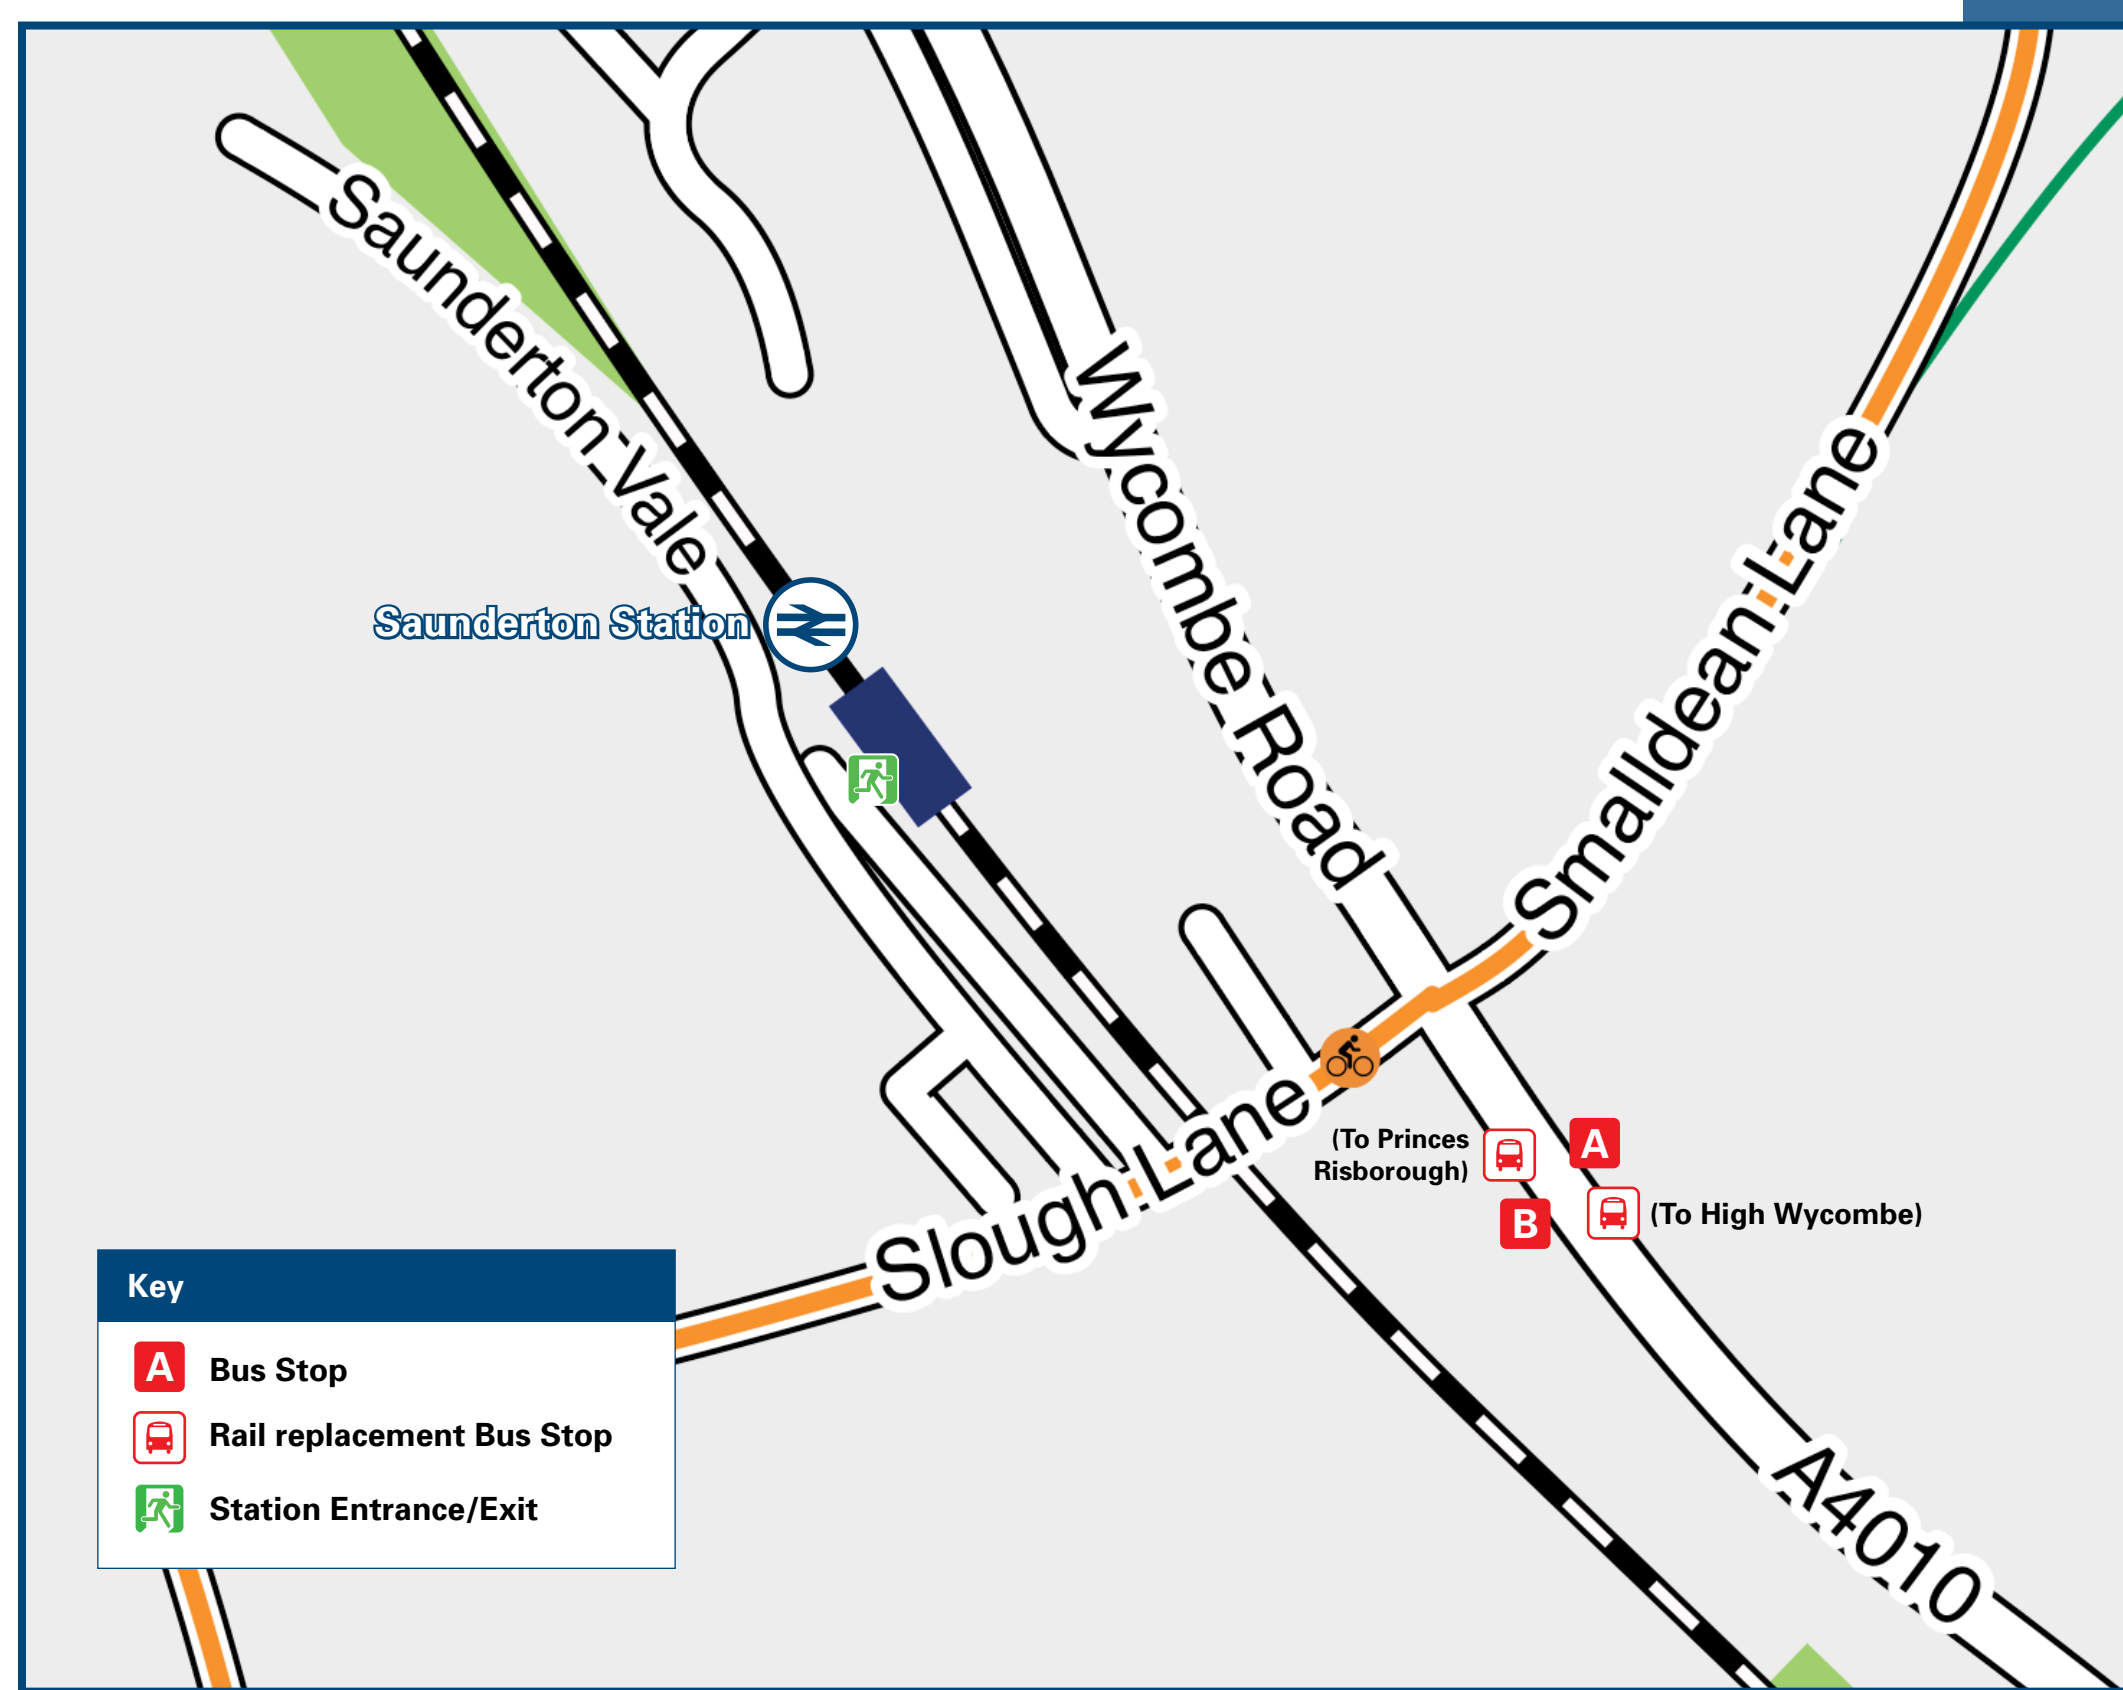 Saunderton Vale
Wycombe Road
Smalldean Lane
Saunderton Station
Slough Lane
(To Princes
Risborough)
A
B
(To High Wycombe)
A4010
Key
A Bus Stop
Rail replacement Bus Stop
Station Entrance/Exit